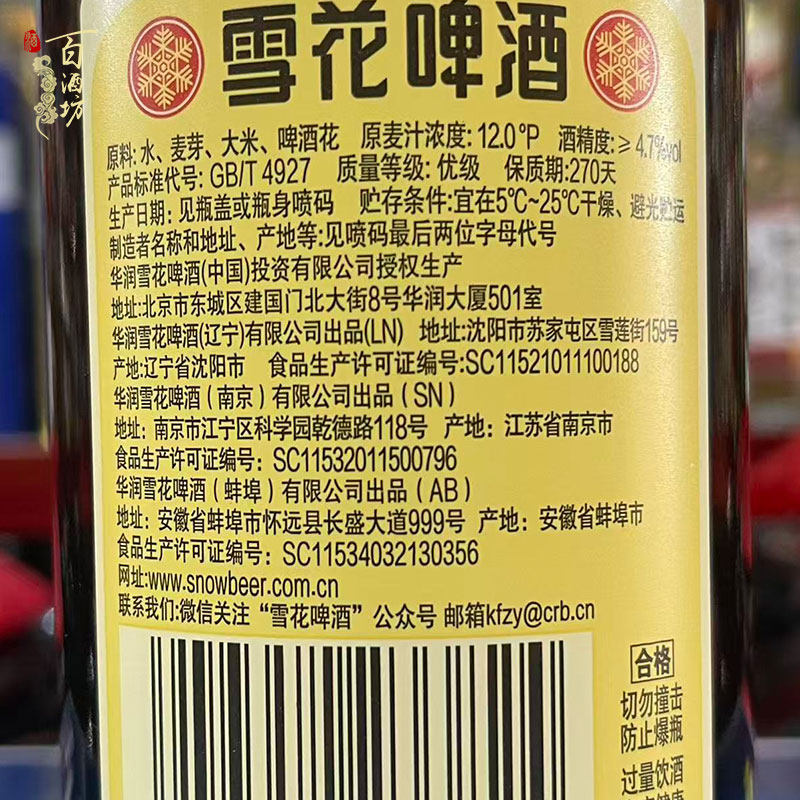 百酒坊
雪花啤酒
原料: 水、麦芽、大米、啤酒花 原麦汁浓度: 12.0°P 酒精度: ≥4.7%vol
产品标准代号: GB/T 4927 质量等级: 优级 保质期: 270天
生产日期: 见瓶盖或瓶身喷码 贮存条件: 宜在5℃~25℃干燥、避光贮运
制造者名称和地址、产地等: 见喷码最后两位字母代号
华润雪花啤酒(中国)投资有限公司授权生产
地址: 北京市东城区建国门北大街8号华润大厦501室
华润雪花啤酒(辽宁)有限公司出品(LN) 地址: 沈阳市苏家屯区雪莲街159号
产地: 辽宁省沈阳市 食品生产许可证编号: SC11521011100188
华润雪花啤酒（南京）有限公司出品（SN）
地址: 南京市江宁区科学园乾德路118号 产地: 江苏省南京市
食品生产许可证编号: SC11532011500796
华润雪花啤酒（蚌埠）有限公司出品（AB）
地址: 安徽省蚌埠市怀远县长盛大道999号 产地: 安徽省蚌埠市
食品生产许可证编号: SC11534032130356
网址: www.snowbeer.com.cn
联系我们: 微信关注“雪花啤酒”公众号 邮箱kfzy@crb.cn
合格
切勿撞击
防止爆瓶
过量饮酒